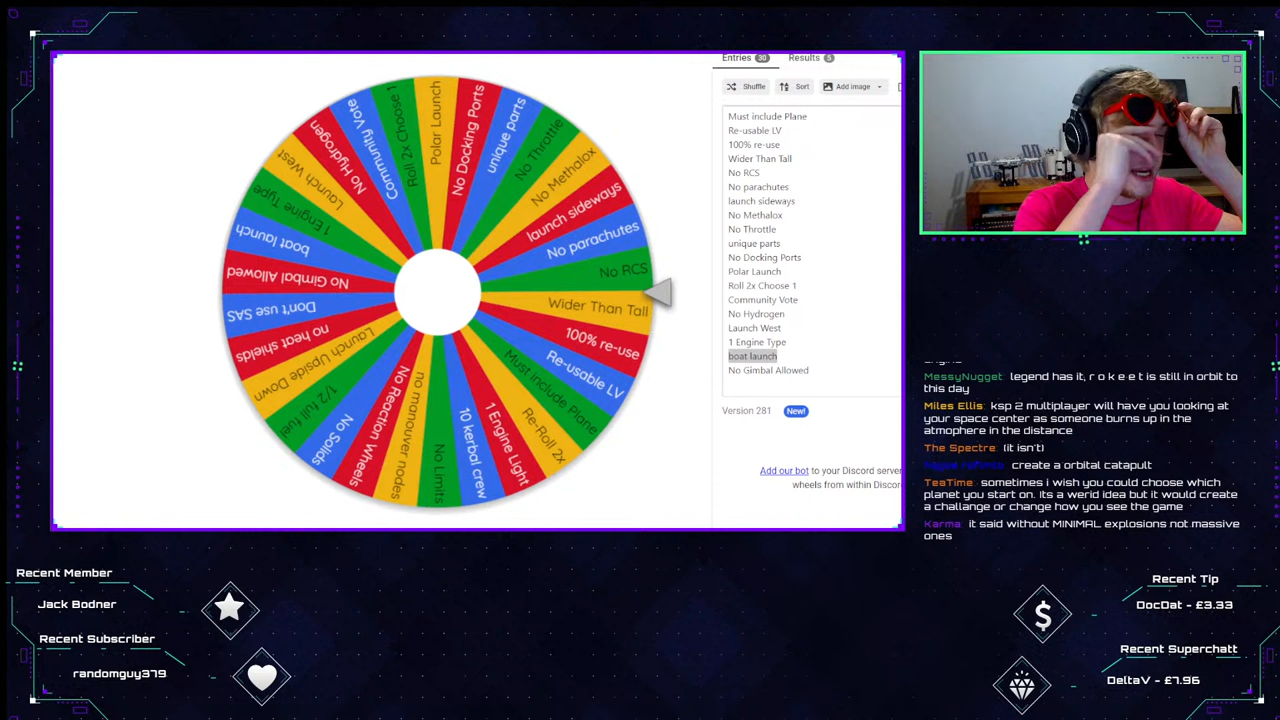 Entries 30 Results 5
Shuffle Sort Add image
Must include Plane
Re-usable LV
100% re-use
Wider Than Tall
No RCS
No parachutes
launch sideways
No Methalox
No Throttle
unique parts
No Docking Ports
Polar Launch
Roll 2x Choose 1
Community Vote
No Hydrogen
Launch West
1 Engine Type
boat launch
No Gimbal Allowed
Version 281 New!
Add our bot to your Discord server
wheels from within Discor
Polar Launch
No Docking Ports
unique parts
No Throttle
No Methalox
launch sideways
No parachutes
No RCS
Wider Than Tall
100% re-use
Re-usable LV
Must include Plane
Re-Roll 2x
1 Engine Light
10 kerbal crew
No Limits
no manouver nodes
No Reaction Wheels
No Solids
1/2 full fuel
Launch Upside Down
no heat shields
Don't use SAS
No Gimbal Allowed
boat launch
1 Engine Type
Launch West
No Hydrogen
Community Vote
Roll 2x Choose 1
MessyNugget: legend has it, r o k e e t is still in orbit to
this day
Miles Ellis: ksp 2 multiplayer will have you looking at
your space center as someone burns up in the
atmophere in the distance
The Spectre: (it isn't)
create a orbital catapult
TeaTime: sometimes i wish you could choose which
planet you start on. its a werid idea but it would create
a challange or change how you see the game
Karma: it said without MINIMAL explosions not massive
ones
Recent Member
Jack Bodner
Recent Subscriber
randomguy379
Recent Tip
DocDat - £3.33
Recent Superchatt
DeltaV - £7.96